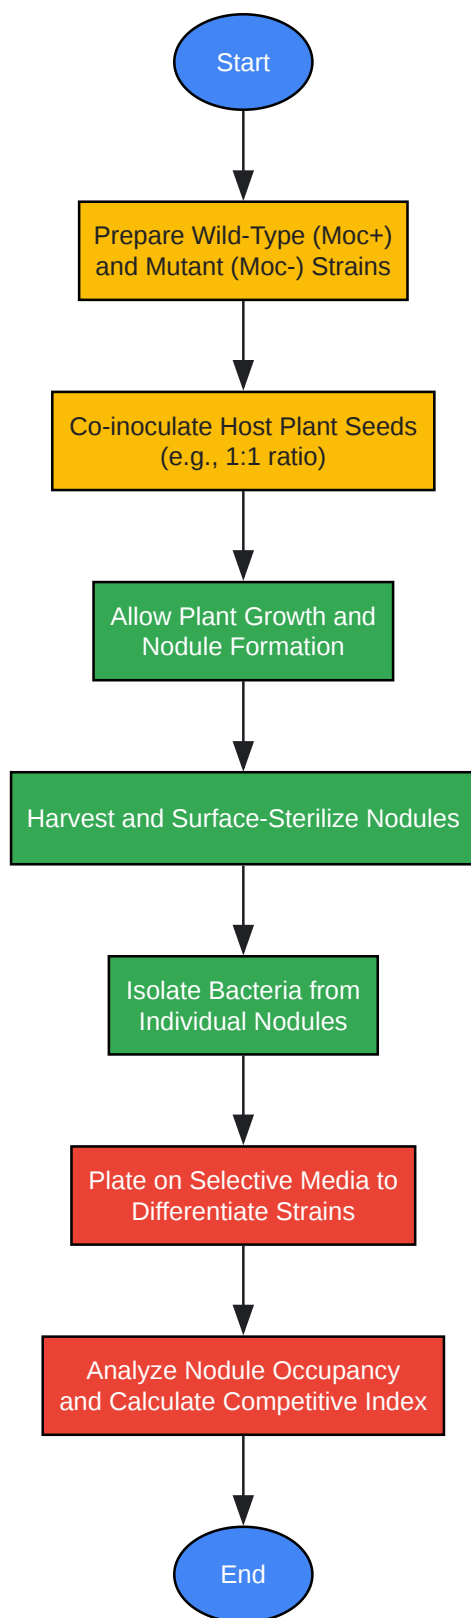 Start
Prepare Wild-Type (Moc+)
and Mutant (Moc-) Strains
Co-inoculate Host Plant Seeds
(e.g., 1:1 ratio)
Allow Plant Growth and
Nodule Formation
Harvest and Surface-Sterilize Nodules
Isolate Bacteria from
Individual Nodules
Plate on Selective Media to
Differentiate Strains
Analyze Nodule Occupancy
and Calculate Competitive Index
End